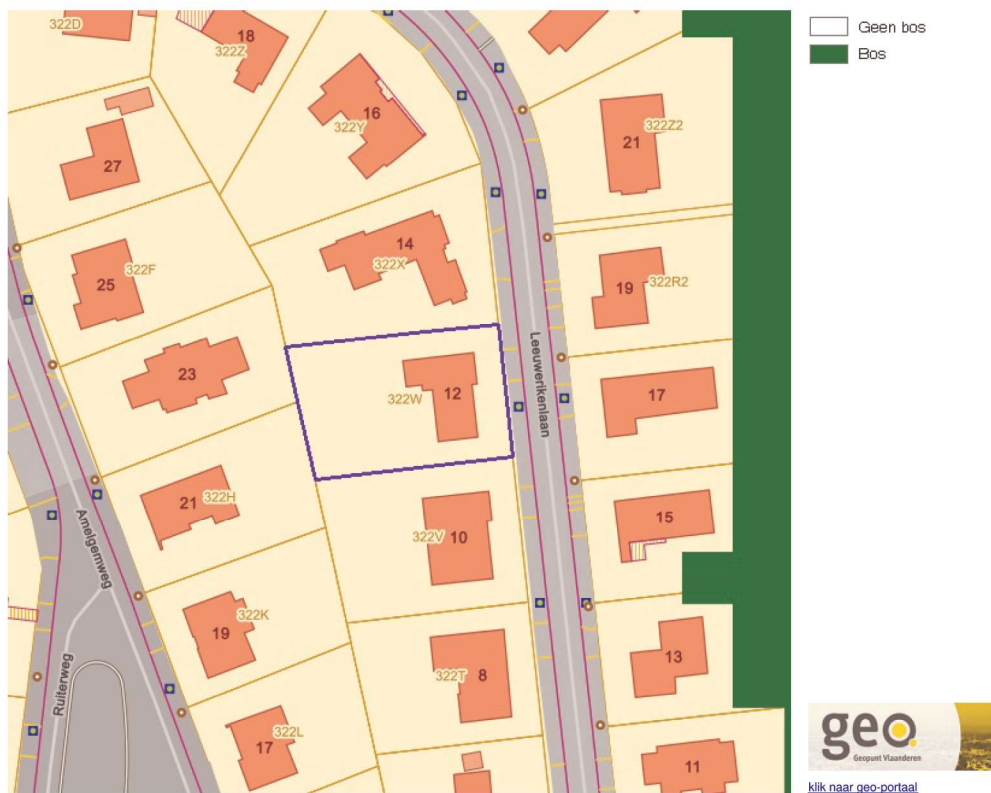 322D
18
322Z
Geen bos
Bos
16
322Y
21
322Z2
27
14
322X
25
322F
19
322R2
23
Leeuwerikenlaan
12
322W
17
21
322H
Amelgemweg
10
322V
15
19
322K
8
322T
13
Ruiterweg
17
322L
11
geo.
Geopunt Vlaanderen
klik naar geo-portaal